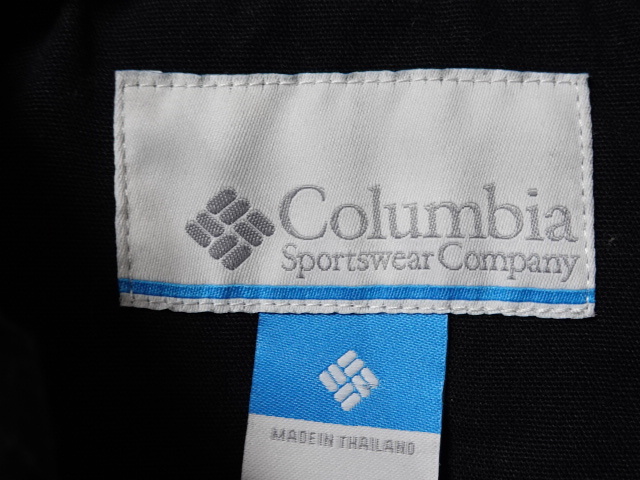 Columbia
Sportswear Company
MADE IN THAILAND